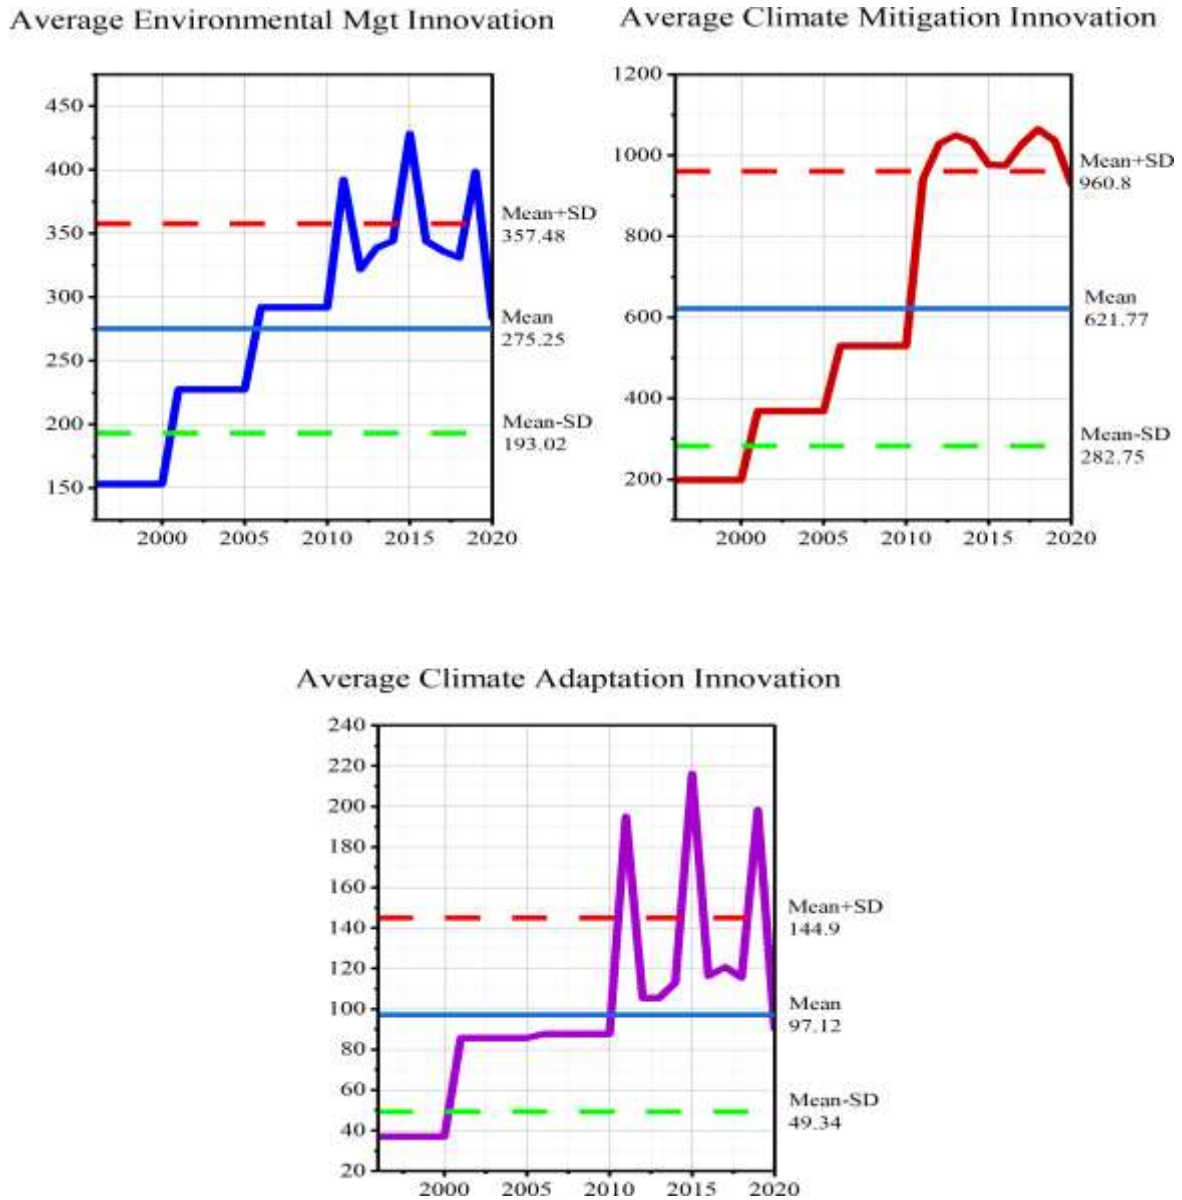 Average Environmental Mgt Innovation
450
400
350
300
250
200
150
2000 2005 2010 2015 2020
Mean+SD
357.48
Mean
275.25
Mean-SD
193.02
Average Climate Mitigation Innovation
1200
1000
800
600
400
200
2000 2005 2010 2015 2020
Mean+SD
960.8
Mean
621.77
Mean-SD
282.75
Average Climate Adaptation Innovation
240
220
200
180
160
140
120
100
80
60
40
20
2000 2005 2010 2015 2020
Mean+SD
144.9
Mean
97.12
Mean-SD
49.34